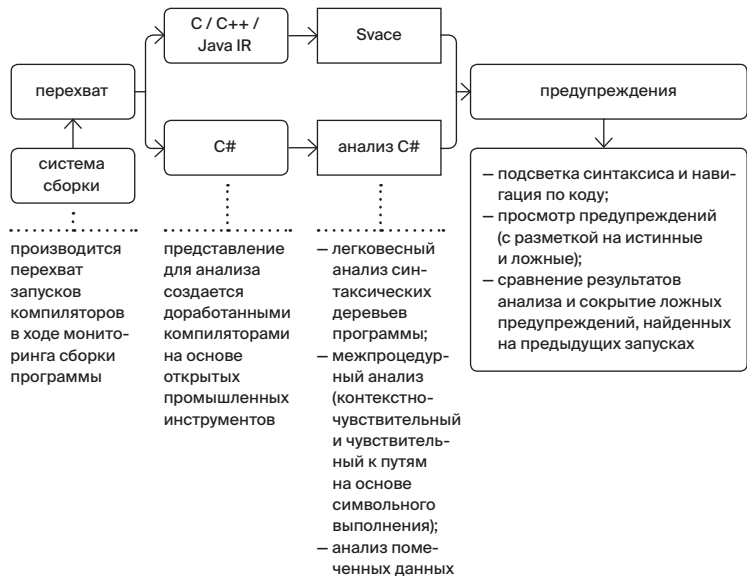 C / C++ /
Java IR
Svace
перехват
предупреждения
система
сборки
C#
анализ C#
— подсветка синтаксиса и нави-
гация по коду;
— просмотр предупреждений
(с разметкой на истинные
и ложные);
— сравнение результатов
анализа и сокрытие ложных
предупреждений, найденных
на предыдущих запусках
производится
перехват
запусков
компиляторов
в ходе монито-
ринга сборки
программы
представление
для анализа
создается
доработанными
компиляторами
на основе
открытых
промышленных
инструментов
— легковесный
анализ син-
таксических
деревьев
программы;
— межпроцедур-
ный анализ
(контекстно-
чувствительный
и чувствитель-
ный к путям
на основе
символьного
выполнения);
— анализ поме-
ченных данных